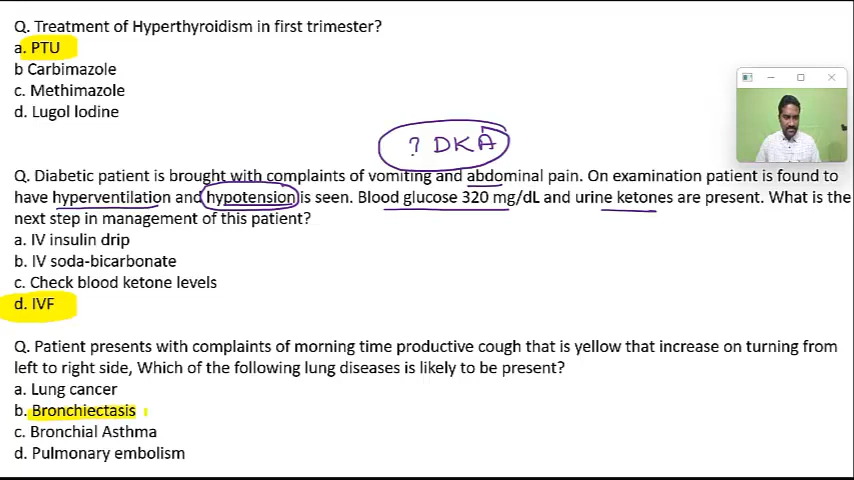 Q. Treatment of Hyperthyroidism in first trimester?
a. PTU
b Carbimazole
c. Methimazole
d. Lugol Iodine
? DKA
Q. Diabetic patient is brought with complaints of vomiting and abdominal pain. On examination patient is found to
have hyperventilation and hypotension is seen. Blood glucose 320 mg/dL and urine ketones are present. What is the
next step in management of this patient?
a. IV insulin drip
b. IV soda-bicarbonate
c. Check blood ketone levels
d. IVF
Q. Patient presents with complaints of morning time productive cough that is yellow that increase on turning from
left to right side, Which of the following lung diseases is likely to be present?
a. Lung cancer
b. Bronchiectasis
c. Bronchial Asthma
d. Pulmonary embolism